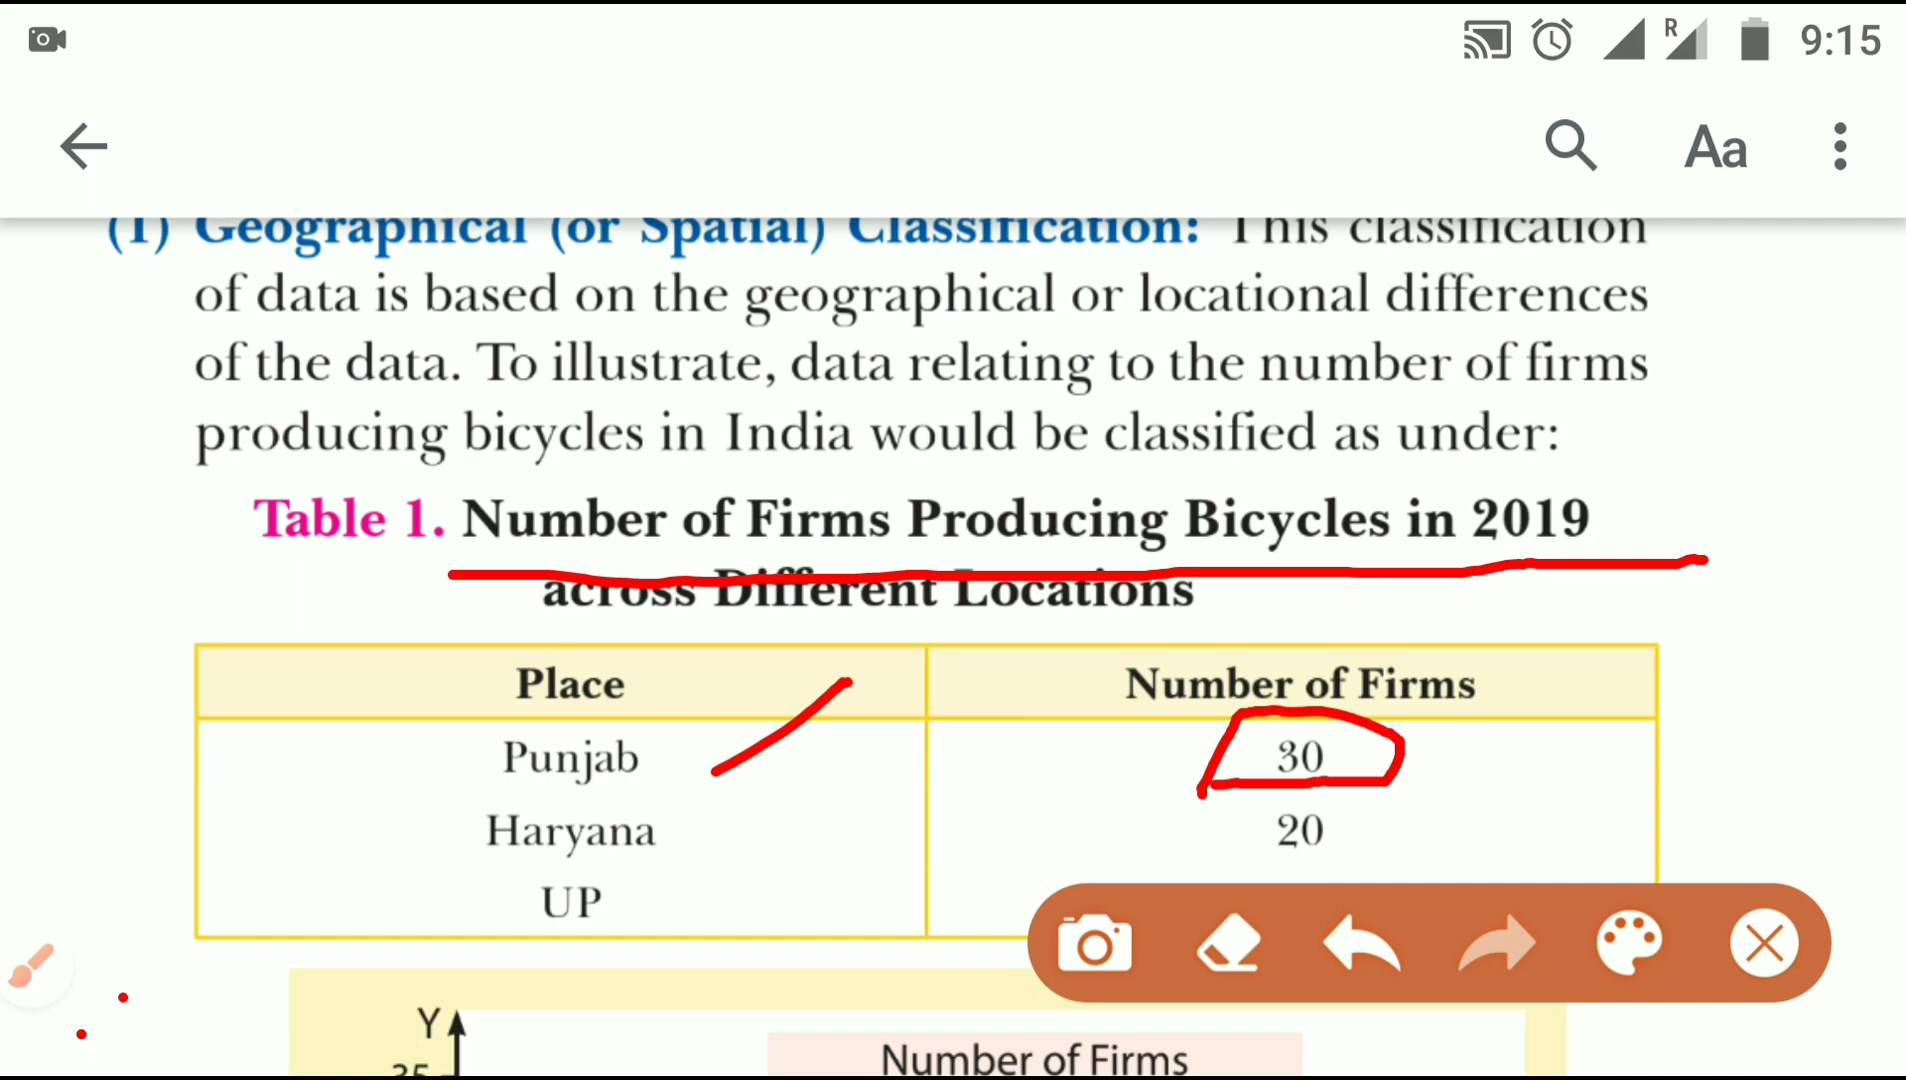 R 9:15
Aa
(1) Geographical (or Spatial) Classification: This classification
of data is based on the geographical or locational differences
of the data. To illustrate, data relating to the number of firms
producing bicycles in India would be classified as under:
Table 1. Number of Firms Producing Bicycles in 2019
across Different Locations
Place Number of Firms
Punjab 30
Haryana 20
UP
Y
35
Number of Firms